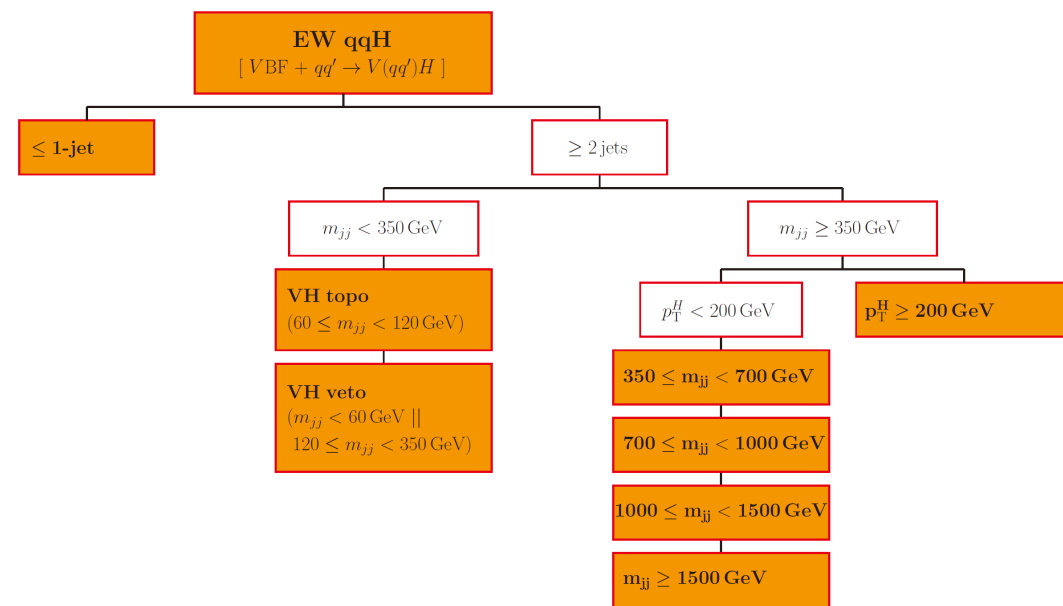 EW qqH
[ VBF + qq′ → V(qq′)H ]
≤ 1-jet
≥ 2 jets
m_jj < 350 GeV
m_jj ≥ 350 GeV
VH topo
(60 ≤ m_jj < 120 GeV)
VH veto
(m_jj < 60 GeV ||
120 ≤ m_jj < 350 GeV)
p_T^H < 200 GeV
p_T^H ≥ 200 GeV
350 ≤ m_jj < 700 GeV
700 ≤ m_jj < 1000 GeV
1000 ≤ m_jj < 1500 GeV
m_jj ≥ 1500 GeV